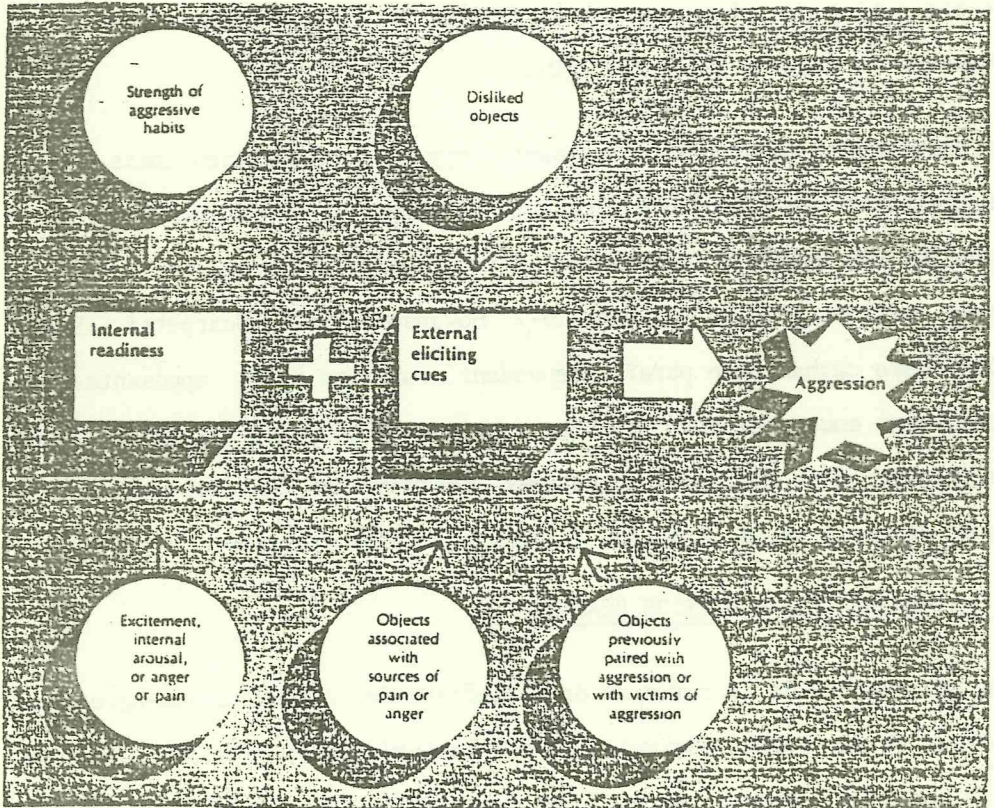 Strength of
aggressive
habits
Disliked
objects
Internal
readiness
External
eliciting
cues
Aggression
Excitement,
internal
arousal,
or anger
or pain
Objects
associated
with
sources of
pain or
anger
Objects
previously
paired with
aggression or
with victims of
aggression